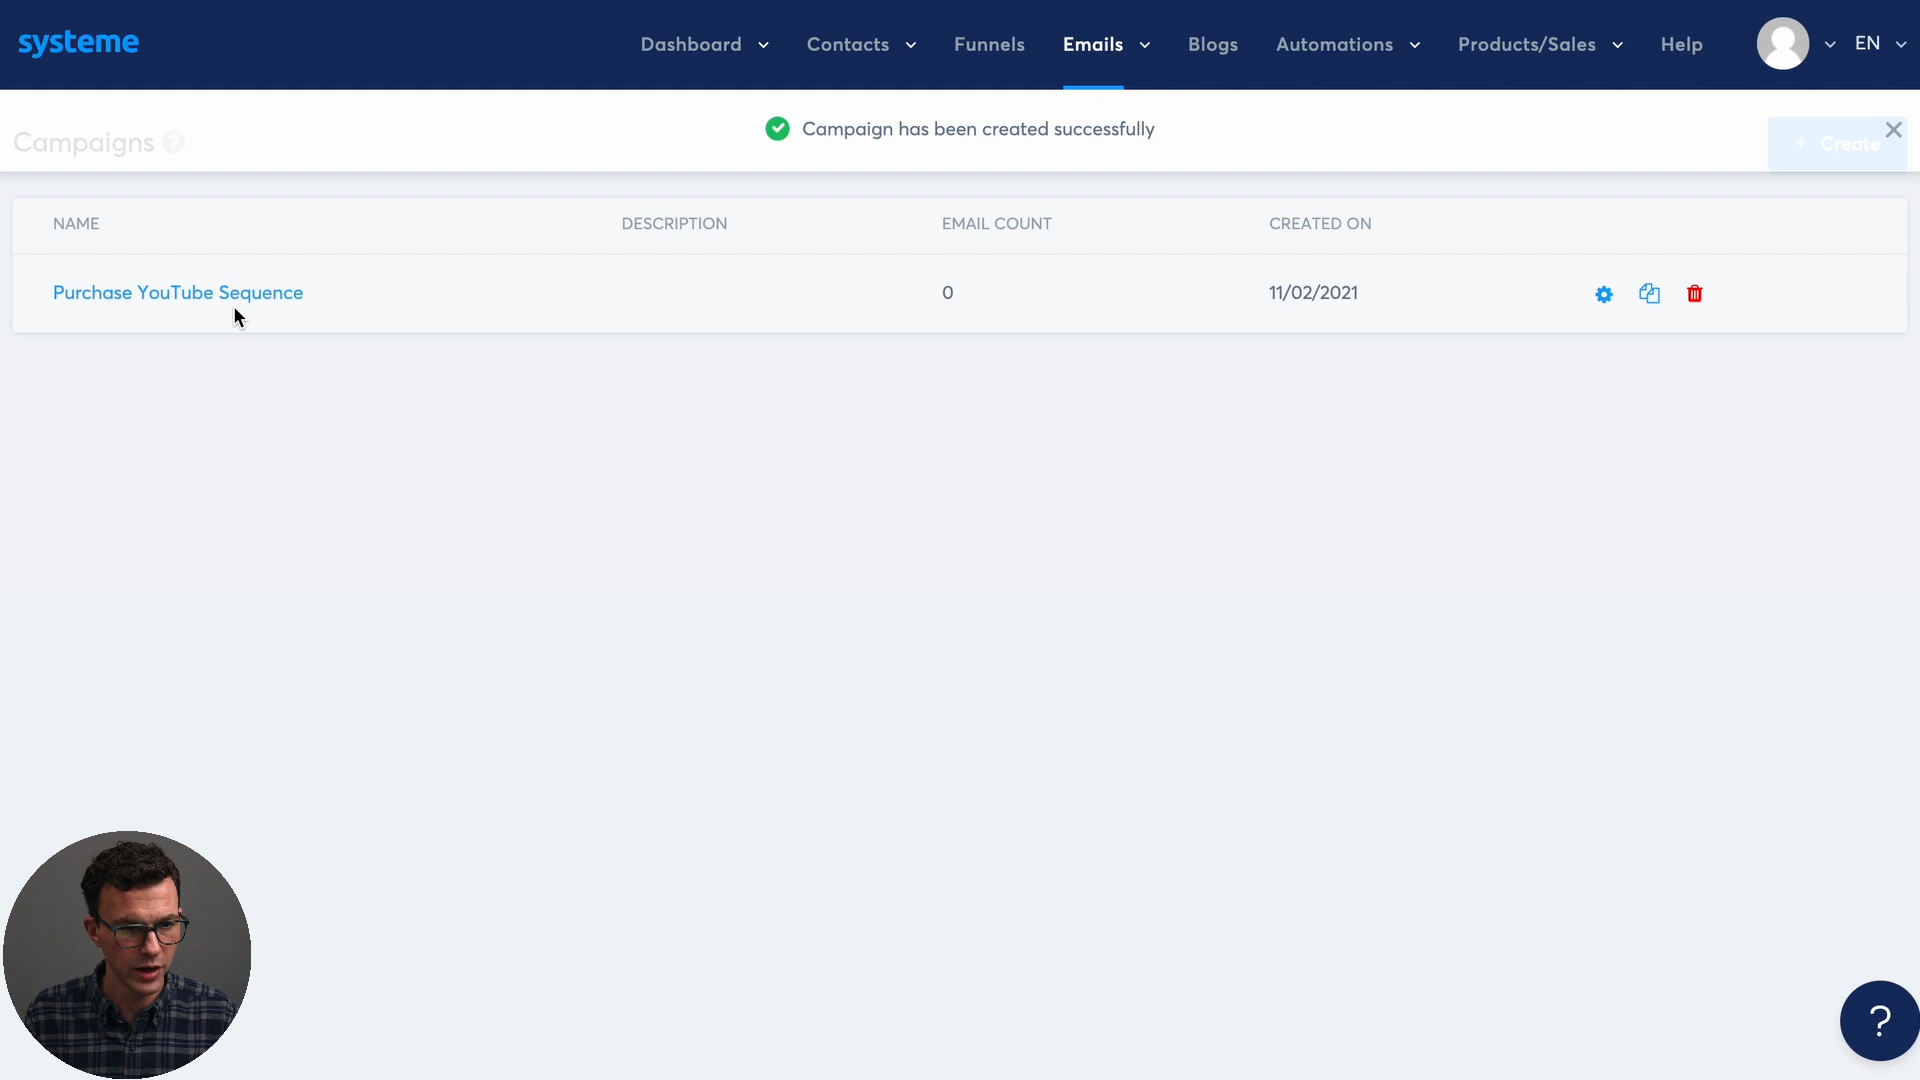 systeme
Dashboard Contacts Funnels Emails Blogs Automations Products/Sales Help EN
Campaign has been created successfully
Campaigns ?
+ Create
NAME DESCRIPTION EMAIL COUNT CREATED ON
Purchase YouTube Sequence 0 11/02/2021
?